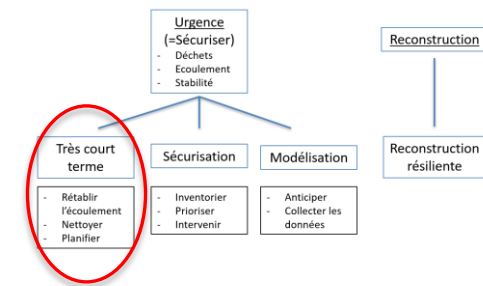 Urgence
(=Sécuriser)
- Déchets
- Ecoulement
- Stabilité
Reconstruction
Très court
terme
Sécurisation
Modélisation
Reconstruction
résiliente
- Rétablir
l'écoulement
- Nettoyer
- Planifier
- Inventorier
- Prioriser
- Intervenir
- Anticiper
- Collecter les
données